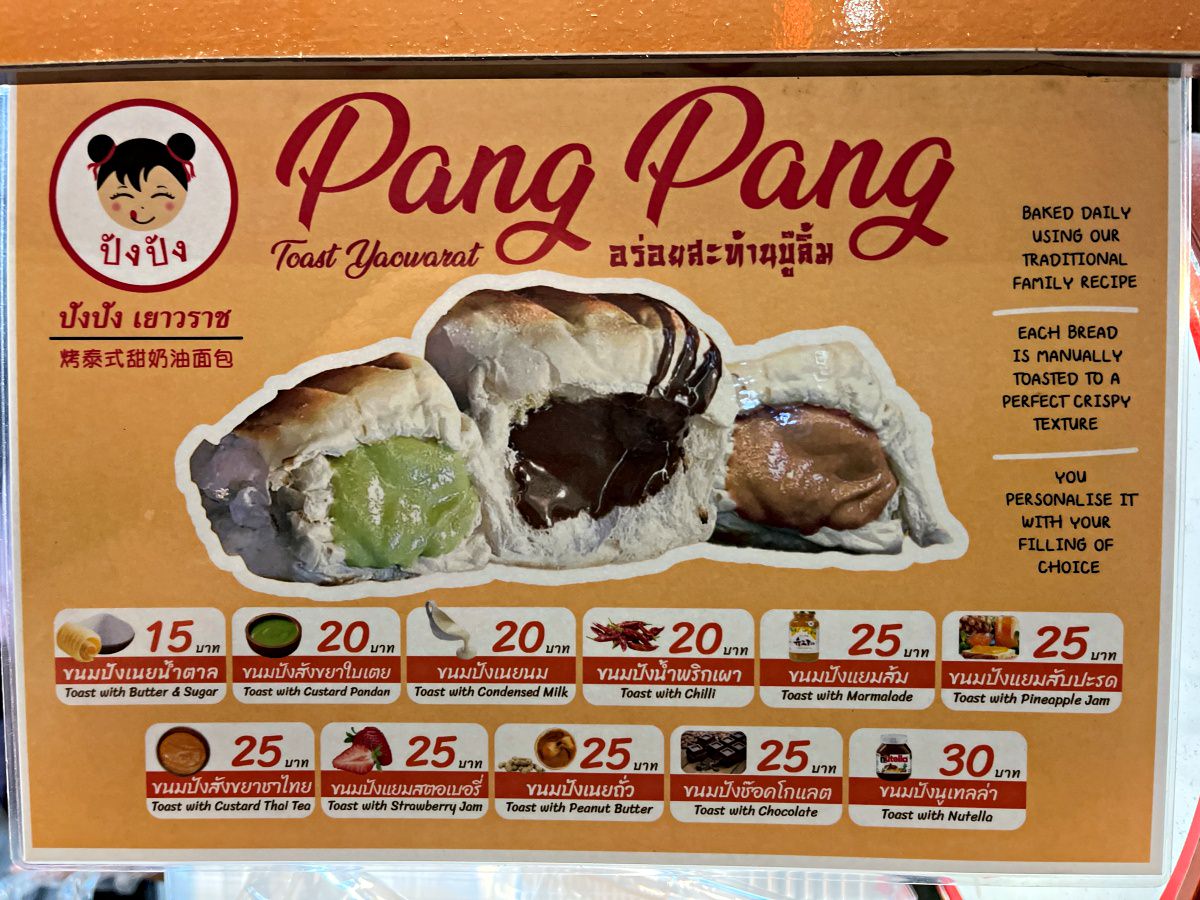 Pang Pang
Toast Yaowarat
อร่อยสะท้านบู๊ลิ้ม
ปังปัง
ปังปัง เยาวราช
烤泰式甜奶油面包
BAKED DAILY
USING OUR
TRADITIONAL
FAMILY RECIPE
EACH BREAD
IS MANUALLY
TOASTED TO A
PERFECT CRISPY
TEXTURE
YOU
PERSONALISE IT
WITH YOUR
FILLING OF
CHOICE
15 บาท
ขนมปังเนยน้ำตาล
Toast with Butter & Sugar
20 บาท
ขนมปังสังขยาใบเตย
Toast with Custard Pandan
20 บาท
ขนมปังเนยนม
Toast with Condensed Milk
20 บาท
ขนมปังน้ำพริกเผา
Toast with Chilli
25 บาท
ขนมปังแยมส้ม
Toast with Marmalade
25 บาท
ขนมปังแยมสับปะรด
Toast with Pineapple Jam
25 บาท
ขนมปังสังขยาชาไทย
Toast with Custard Thai Tea
25 บาท
ขนมปังแยมสตอเบอรี่
Toast with Strawberry Jam
25 บาท
ขนมปังเนยถั่ว
Toast with Peanut Butter
25 บาท
ขนมปังช๊อคโกแลต
Toast with Chocolate
nutella
30 บาท
ขนมปังนูเทลล่า
Toast with Nutella